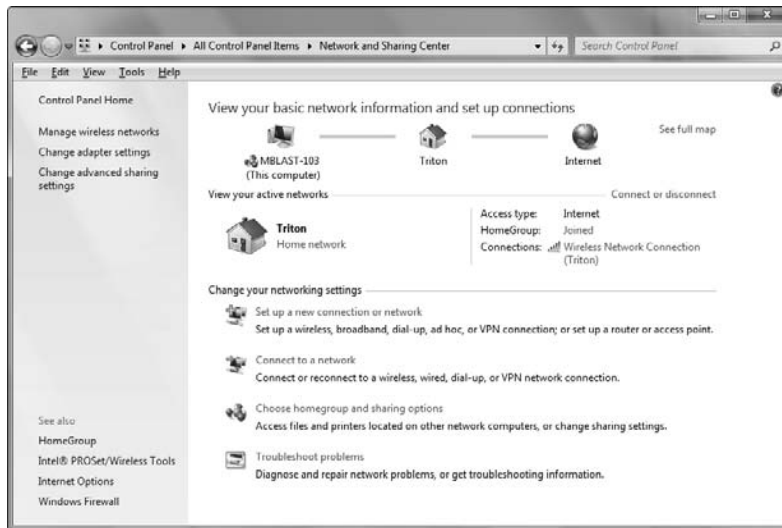 Control Panel ▸ All Control Panel Items ▸ Network and Sharing Center
Search Control Panel
File Edit View Tools Help
Control Panel Home
Manage wireless networks
Change adapter settings
Change advanced sharing
settings
See also
HomeGroup
Intel® PROSet/Wireless Tools
Internet Options
Windows Firewall
View your basic network information and set up connections
See full map
MBLAST-103
(This computer)
Triton
Internet
View your active networks
Connect or disconnect
Triton
Home network
Access type: Internet
HomeGroup: Joined
Connections: Wireless Network Connection
(Triton)
Change your networking settings
Set up a new connection or network
Set up a wireless, broadband, dial-up, ad hoc, or VPN connection; or set up a router or access point.
Connect to a network
Connect or reconnect to a wireless, wired, dial-up, or VPN network connection.
Choose homegroup and sharing options
Access files and printers located on other network computers, or change sharing settings.
Troubleshoot problems
Diagnose and repair network problems, or get troubleshooting information.